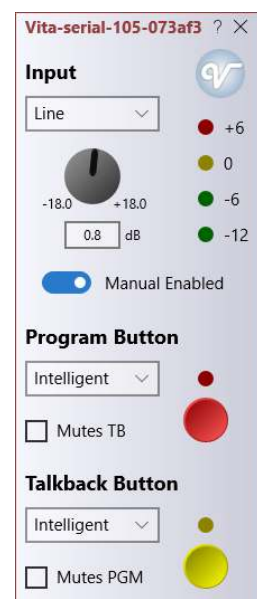 Vita-serial-105-073af3 ? ×
Input
Line
+6
0
-18.0 +18.0 -6
0.8 dB -12
Manual Enabled
Program Button
Intelligent
Mutes TB
Talkback Button
Intelligent
Mutes PGM